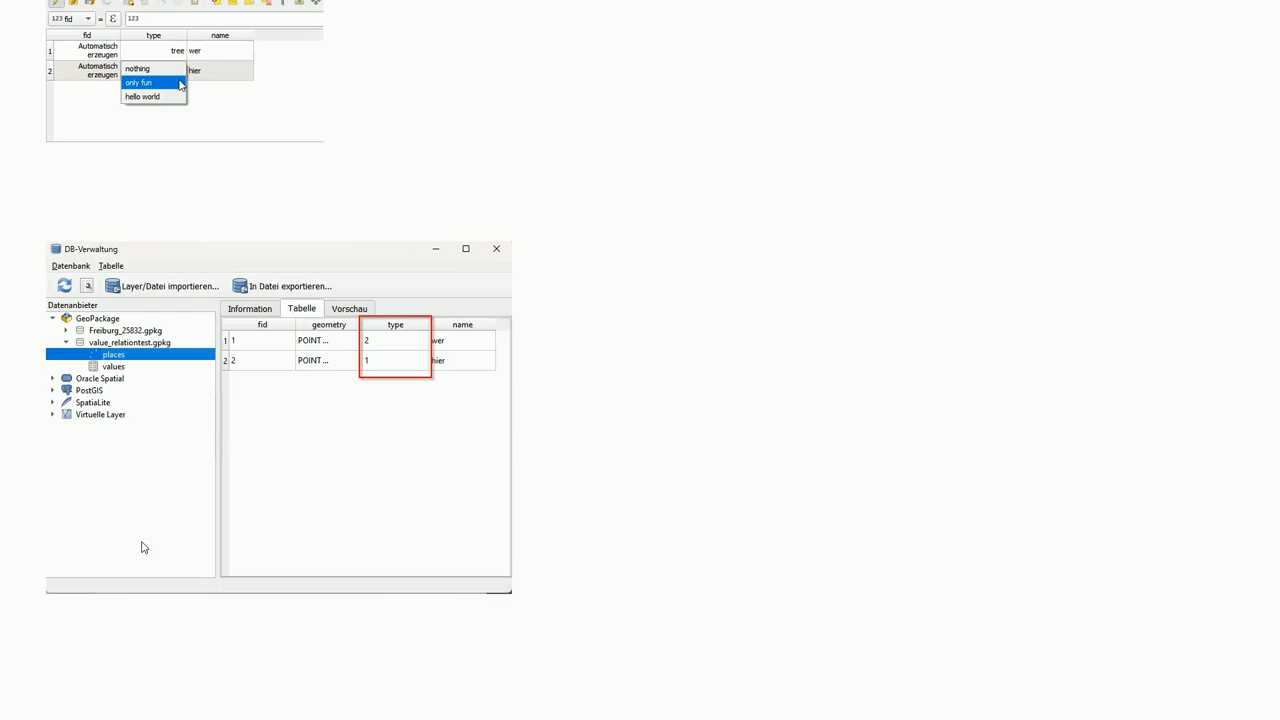 123 fid = ε 123
fid type name
1 Automatisch erzeugen tree wer
2 Automatisch erzeugen hier
nothing
only fun
hello world
DB-Verwaltung
Datenbank Tabelle
Layer/Datei importieren... In Datei exportieren...
Datenanbieter
GeoPackage
Freiburg_25832.gpkg
value_relationtest.gpkg
places
values
Oracle Spatial
PostGIS
SpatiaLite
Virtuelle Layer
Information Tabelle Vorschau
fid geometry type name
1 1 POINT ... 2 wer
2 2 POINT ... 1 hier